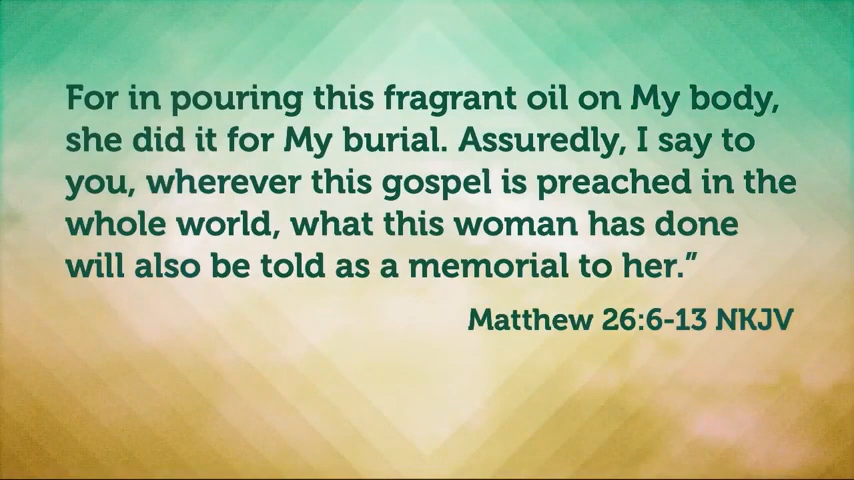 For in pouring this fragrant oil on My body,
she did it for My burial. Assuredly, I say to
you, wherever this gospel is preached in the
whole world, what this woman has done
will also be told as a memorial to her.”
Matthew 26:6-13 NKJV